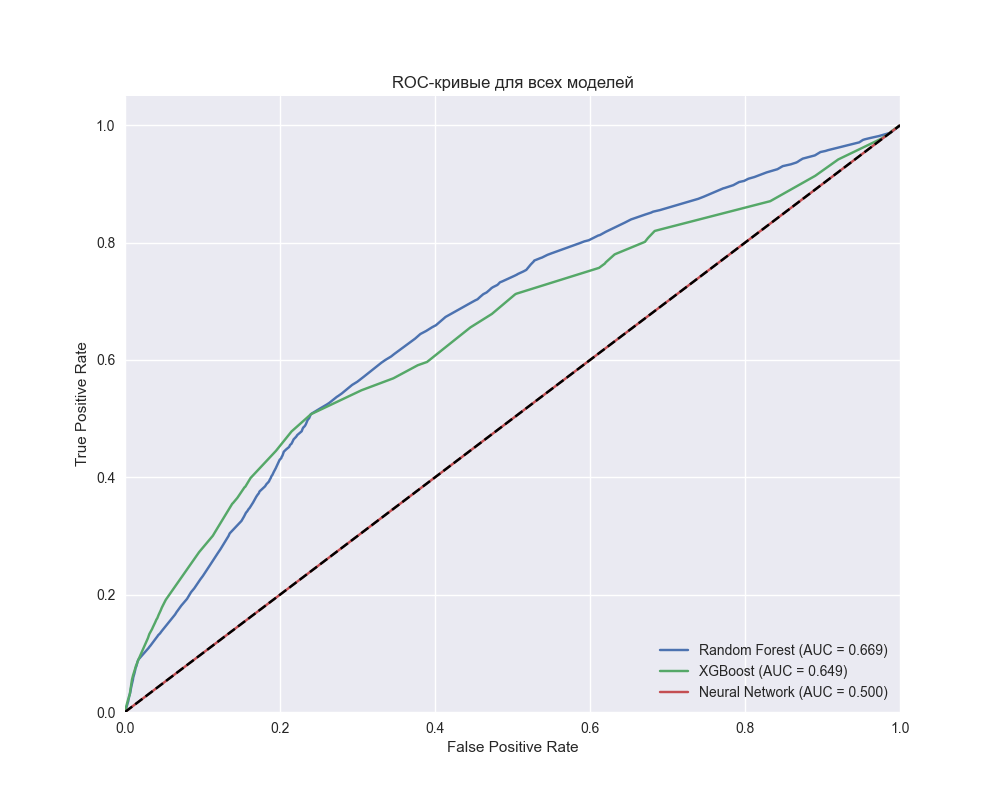 ROC-кривые для всех моделей
1.0
0.8
0.6
0.4
0.2
0.0
True Positive Rate
Random Forest (AUC = 0.669)
XGBoost (AUC = 0.649)
Neural Network (AUC = 0.500)
0.0 0.2 0.4 0.6 0.8 1.0
False Positive Rate